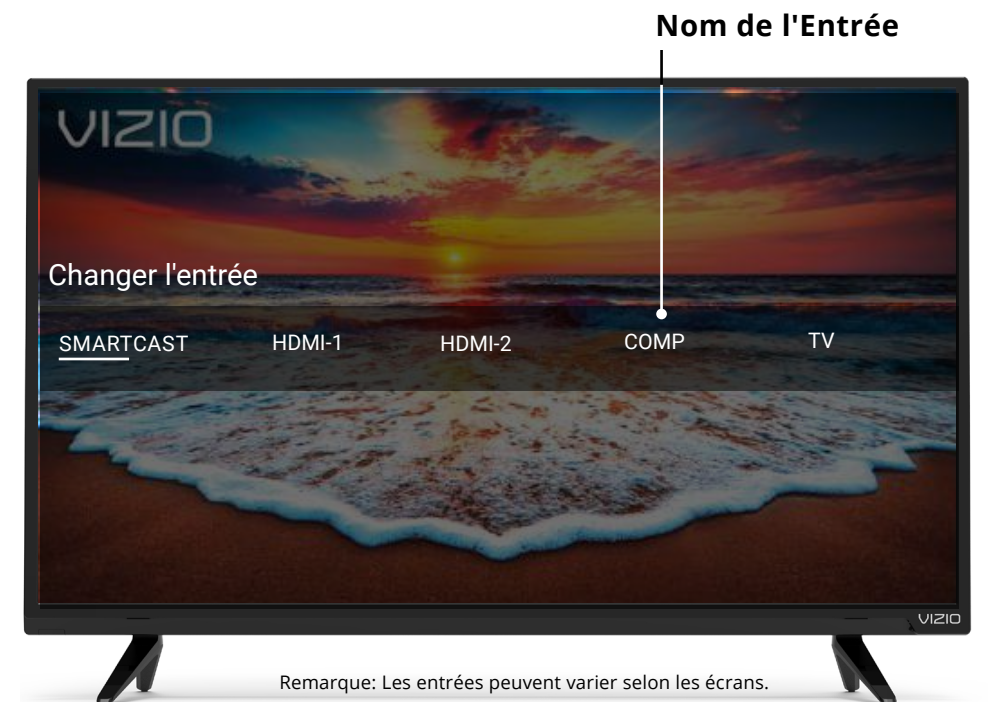 Nom de l'Entrée
VIZIO
Changer l'entrée
SMARTCAST HDMI-1 HDMI-2 COMP TV
VIZIO
Remarque: Les entrées peuvent varier selon les écrans.